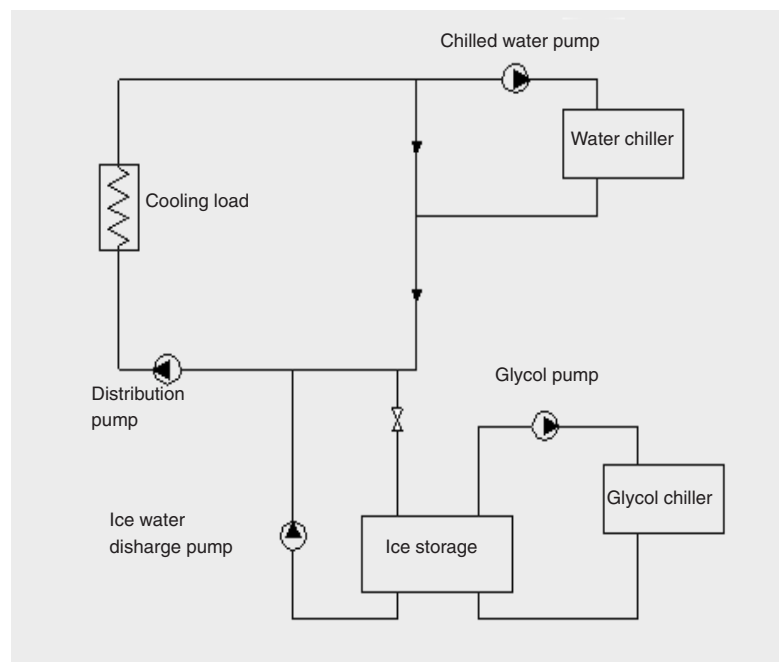 Chilled water pump
Water chiller
Cooling load
Distribution
pump
Glycol pump
Glycol chiller
Ice water
disharge pump
Ice storage